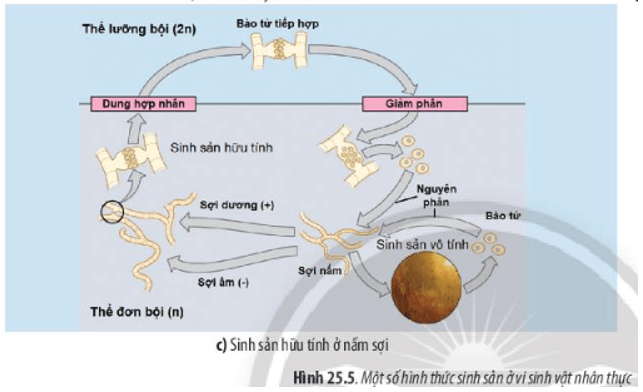 Thể lưỡng bội (2n)
Bào tử tiếp hợp
Dung hợp nhân
Giảm phân
Sinh sản hữu tính
Nguyên
phân
Sợi dương (+)
Bào tử
Sinh sản vô tính
Sợi nấm
Sợi âm (-)
Thể đơn bội (n)
c) Sinh sản hữu tính ở nấm sợi
Hình 25.5. Một số hình thức sinh sản ở vi sinh vật nhân thực